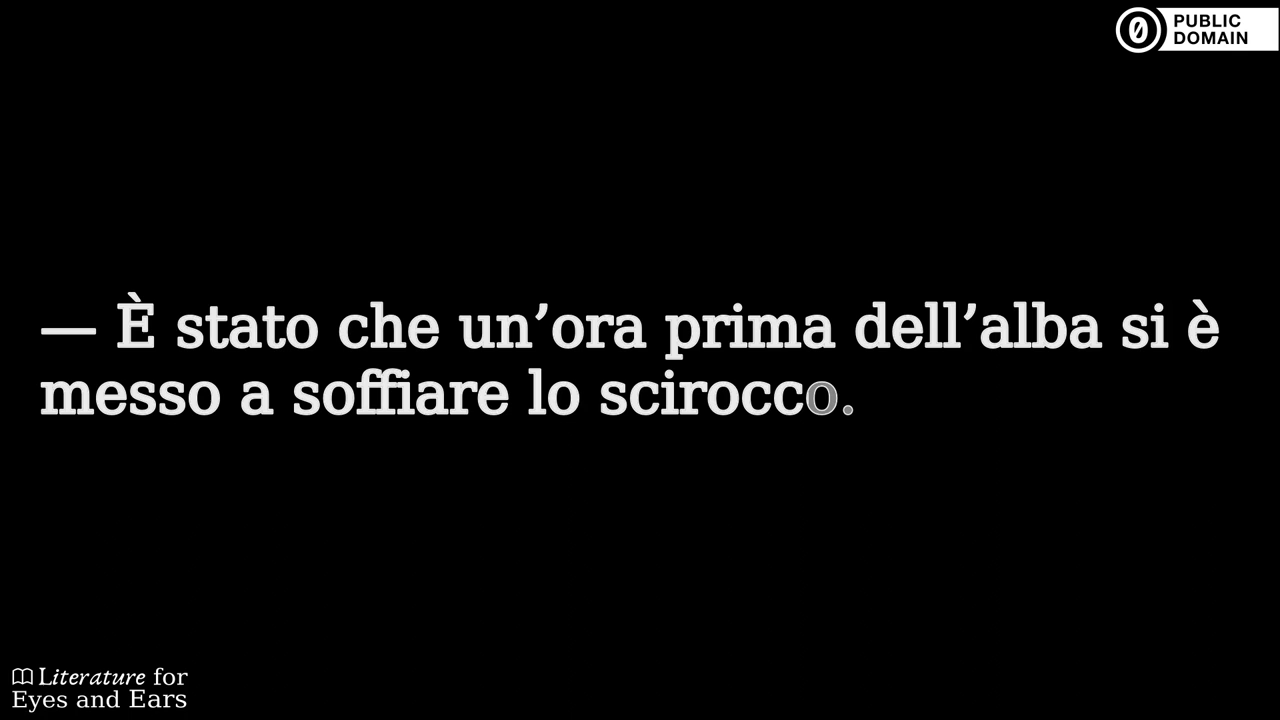 PUBLIC
DOMAIN
— È stato che un’ora prima dell’alba si è
messo a soffiare lo scirocco.
Literature for
Eyes and Ears